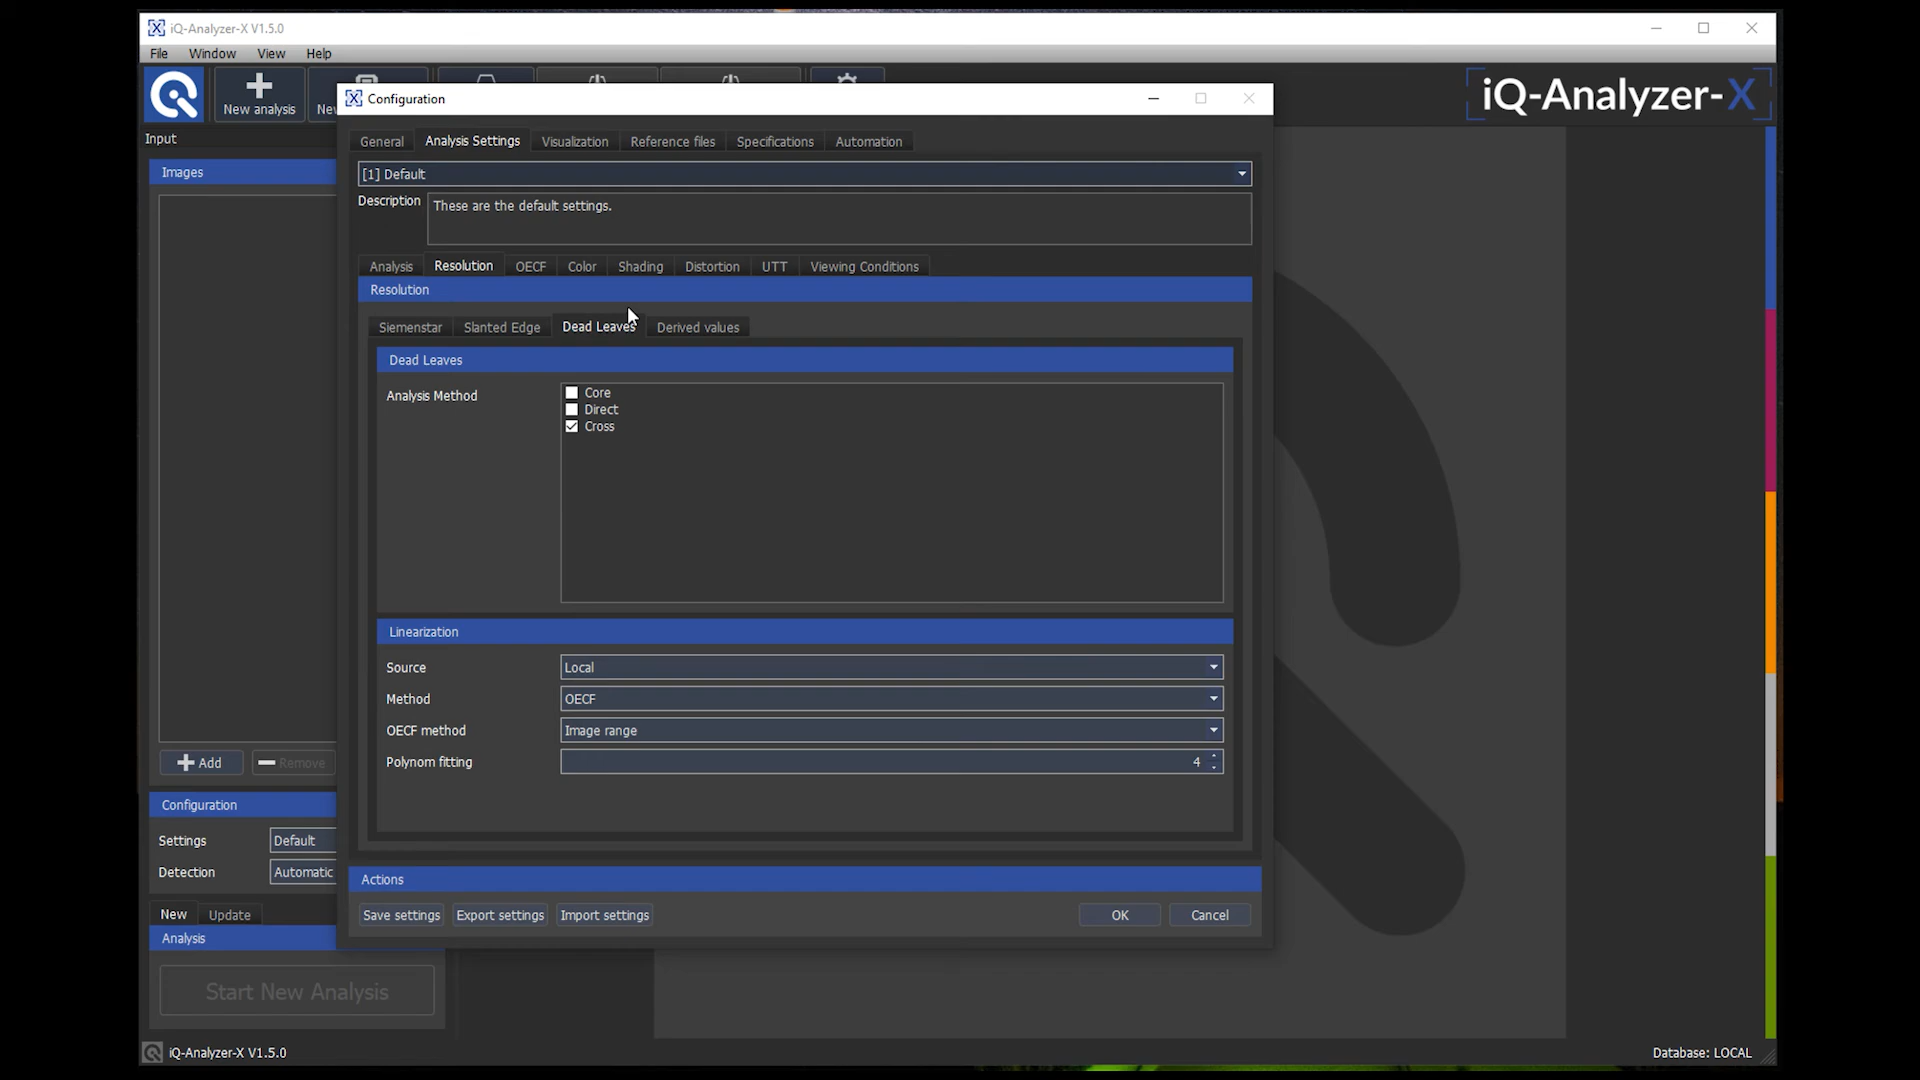 iQ-Analyzer-X V1.5.0
File Window View Help
New analysis
iQ-Analyzer-X
Input
Images
Add
Remove
Configuration
Settings Default
Detection Automatic
New Update
Analysis
Start New Analysis
iQ-Analyzer-X V1.5.0
Database: LOCAL
Configuration
General Analysis Settings Visualization Reference files Specifications Automation
[1] Default
Description These are the default settings.
Analysis Resolution OECF Color Shading Distortion UTT Viewing Conditions
Resolution
Siemenstar Slanted Edge Dead Leaves Derived values
Dead Leaves
Analysis Method
Core
Direct
Cross
Linearization
Source Local
Method OECF
OECF method Image range
Polynom fitting 4
Actions
Save settings Export settings Import settings OK Cancel